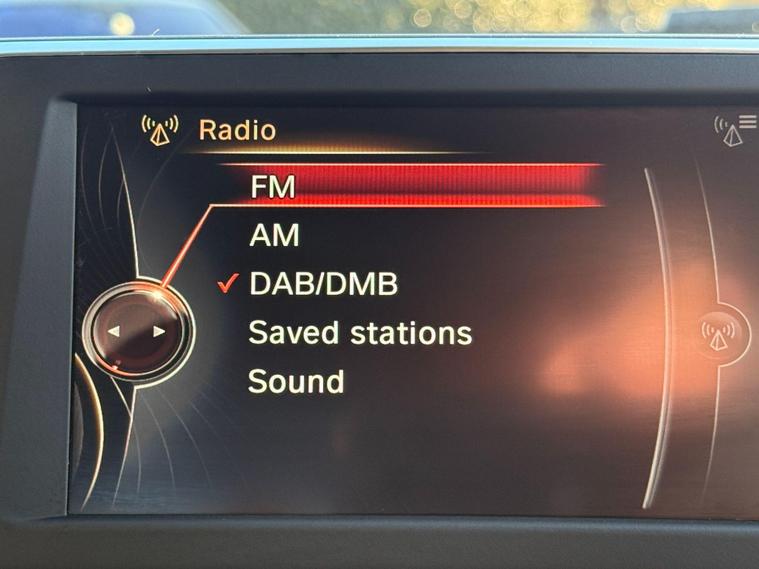 Radio
FM
AM
DAB/DMB
Saved stations
Sound